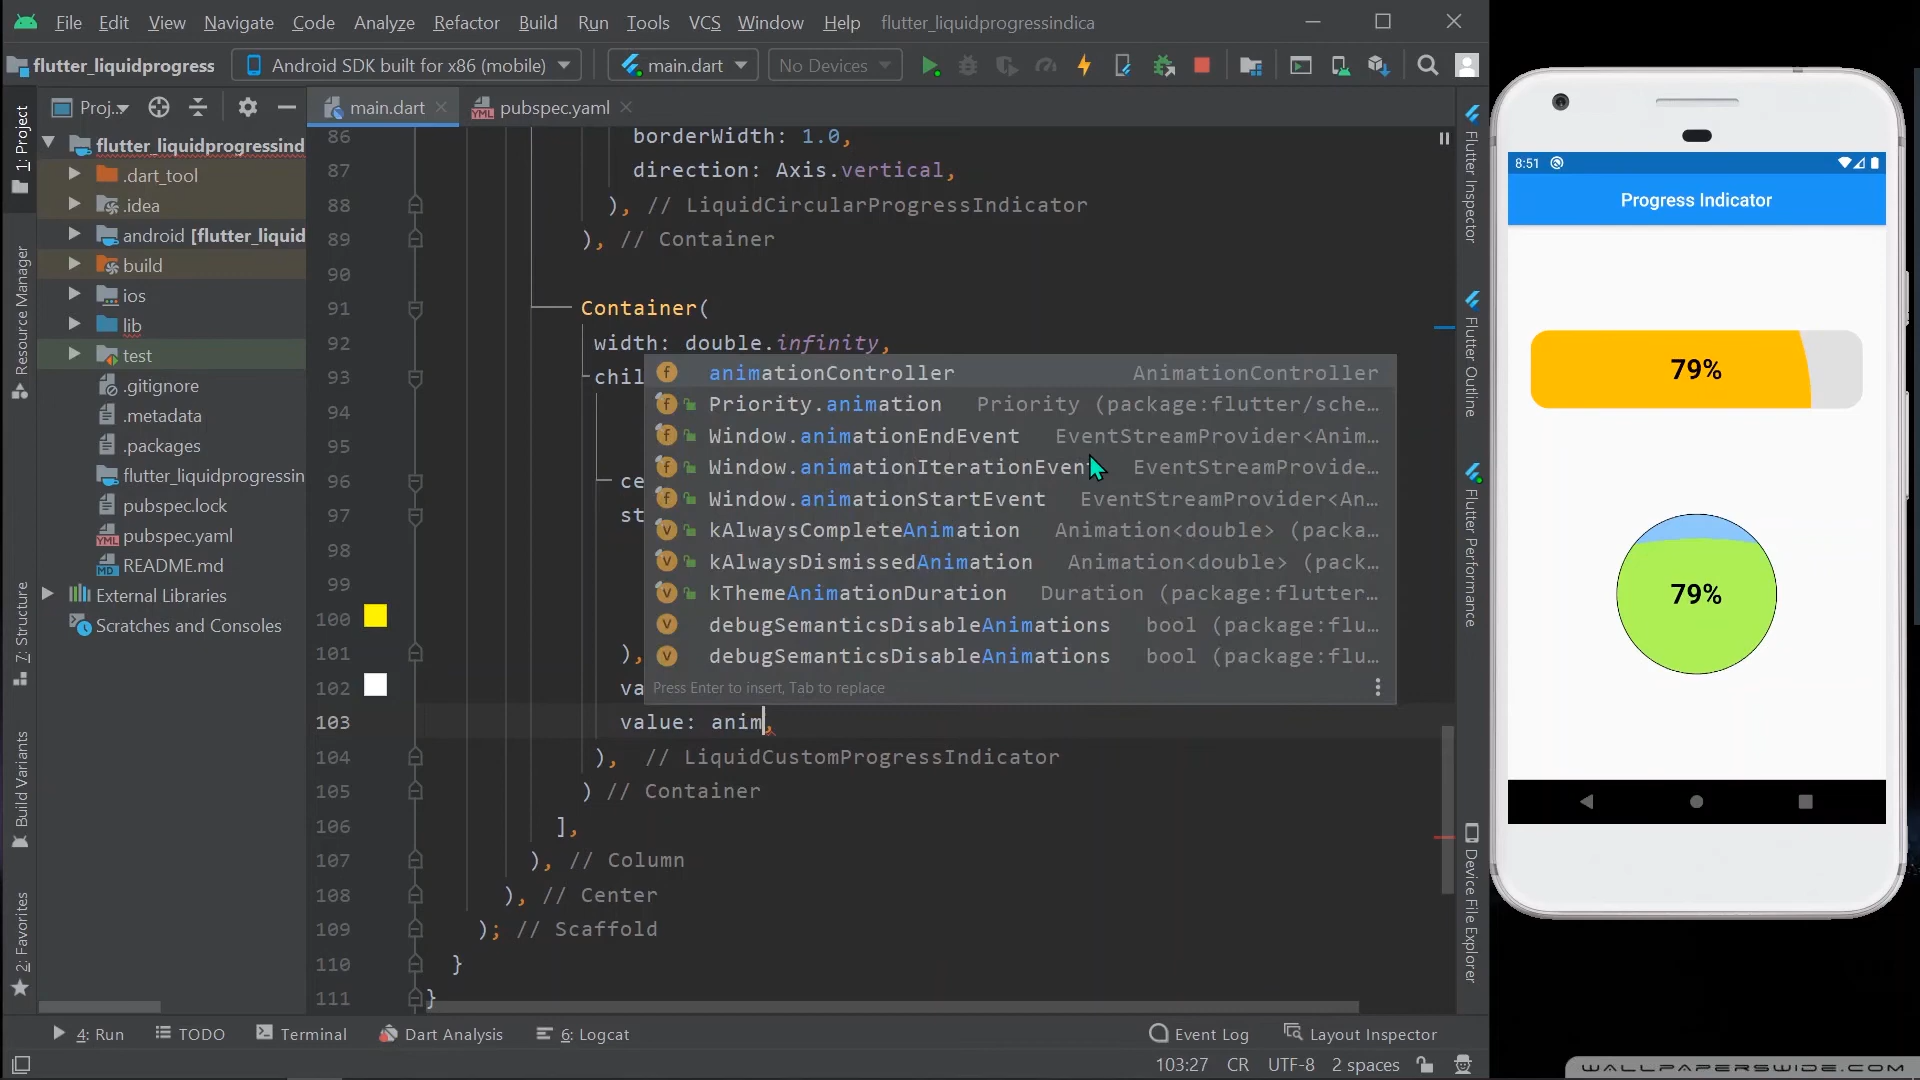 File Edit View Navigate Code Analyze Refactor Build Run Tools VCS Window Help flutter_liquidprogressindica
flutter_liquidprogress Android SDK built for x86 (mobile) main.dart No Devices
Proj.. main.dart pubspec.yaml
1: Project
Resource Manager
7: Structure
Build Variants
2: Favorites
flutter_liquidprogressind
.dart_tool
.idea
android [flutter_liquid
build
ios
lib
test
.gitignore
.metadata
.packages
flutter_liquidprogressin
pubspec.lock
pubspec.yaml
README.md
External Libraries
Scratches and Consoles
86 borderWidth: 1.0,
87 direction: Axis.vertical,
88 ), // LiquidCircularProgressIndicator
89 ), // Container
90
91 Container(
92 width: double.infinity,
93 chil
94
95
96 ce
97 st
98
99
100
101 ),
102 va
103 value: anim,
104 ), // LiquidCustomProgressIndicator
105 ) // Container
106 ],
107 ), // Column
108 ), // Center
109 ); // Scaffold
110 }
111 }
animationController AnimationController
Priority.animation Priority (package:flutter/sche...
Window.animationEndEvent EventStreamProvider<Anim...
Window.animationIterationEvent EventStreamProvide...
Window.animationStartEvent EventStreamProvider<An...
kAlwaysCompleteAnimation Animation<double> (packa...
kAlwaysDismissedAnimation Animation<double> (pack...
kThemeAnimationDuration Duration (package:flutter...
debugSemanticsDisableAnimations bool (package:flu...
debugSemanticsDisableAnimations bool (package:flu...
Press Enter to insert, Tab to replace
Flutter Inspector
Flutter Outline
Flutter Performance
Device File Explorer
8:51
Progress Indicator
79%
79%
4: Run TODO Terminal Dart Analysis 6: Logcat Event Log Layout Inspector
103:27 CR UTF-8 2 spaces
WALLPAPERSWIDE.COM